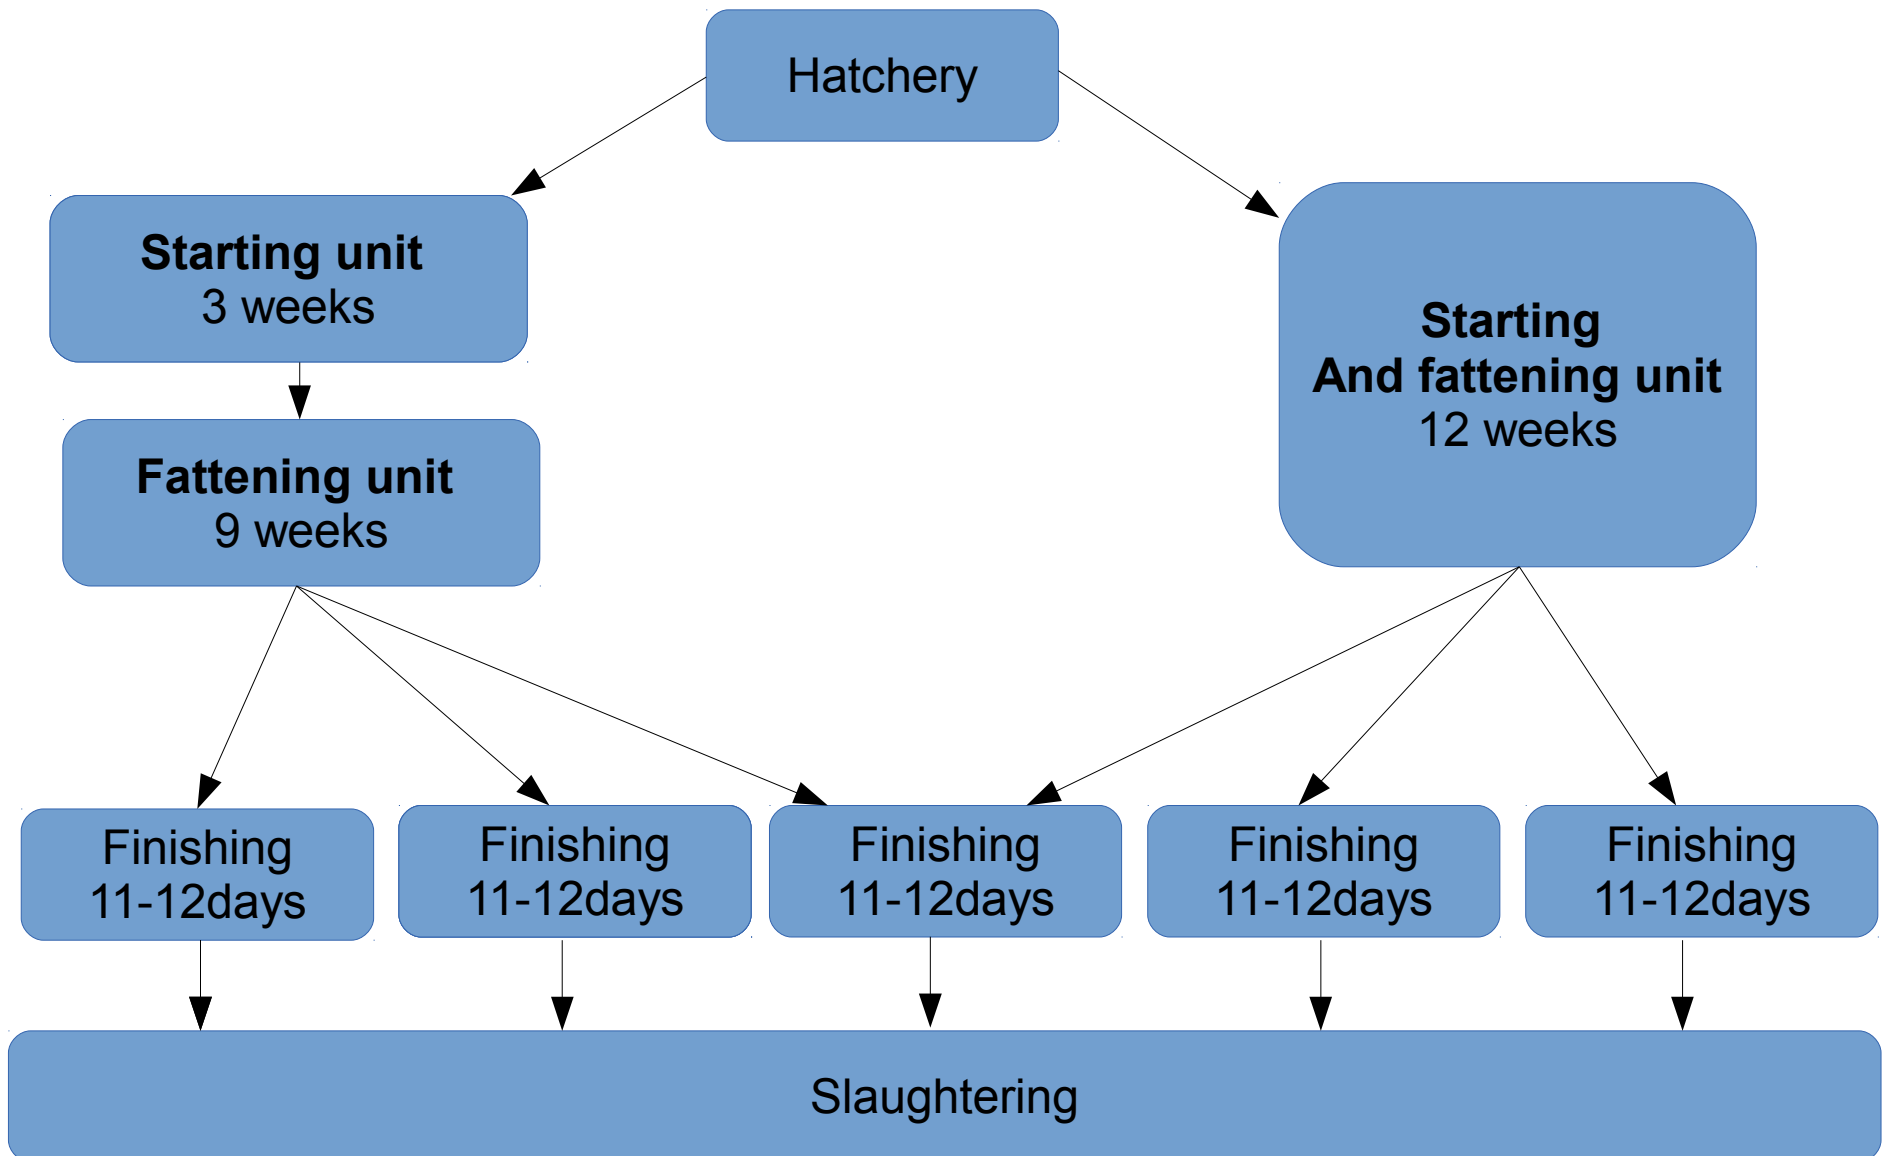 Hatchery
Starting unit
3 weeks
Starting
And fattening unit
12 weeks
Fattening unit
9 weeks
Finishing
11-12days
Finishing
11-12days
Finishing
11-12days
Finishing
11-12days
Finishing
11-12days
Slaughtering